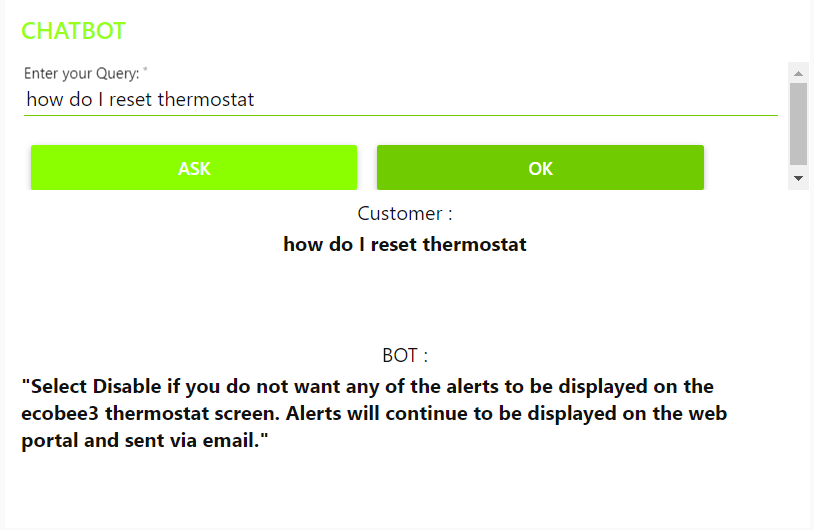 CHATBOT
Enter your Query: *
how do I reset thermostat
ASK OK
Customer :
how do I reset thermostat
BOT :
"Select Disable if you do not want any of the alerts to be displayed on the
ecobee3 thermostat screen. Alerts will continue to be displayed on the web
portal and sent via email."